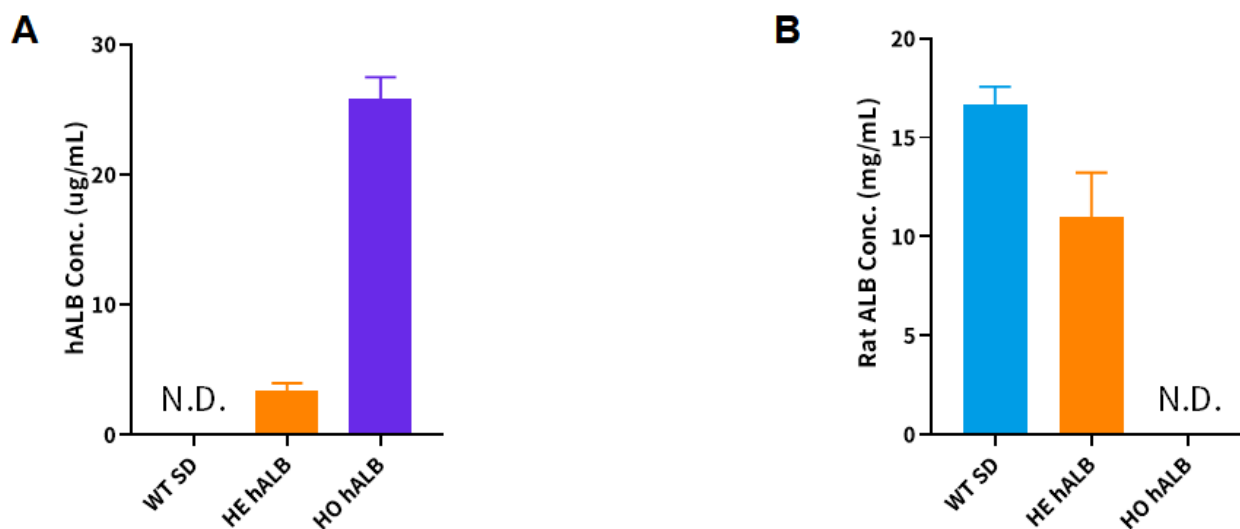 A
hALB Conc. (ug/mL)
30
20
10
0
N.D.
WT SD
HE hALB
HO hALB
B
Rat ALB Conc. (mg/mL)
20
15
10
5
0
N.D.
WT SD
HE hALB
HO hALB